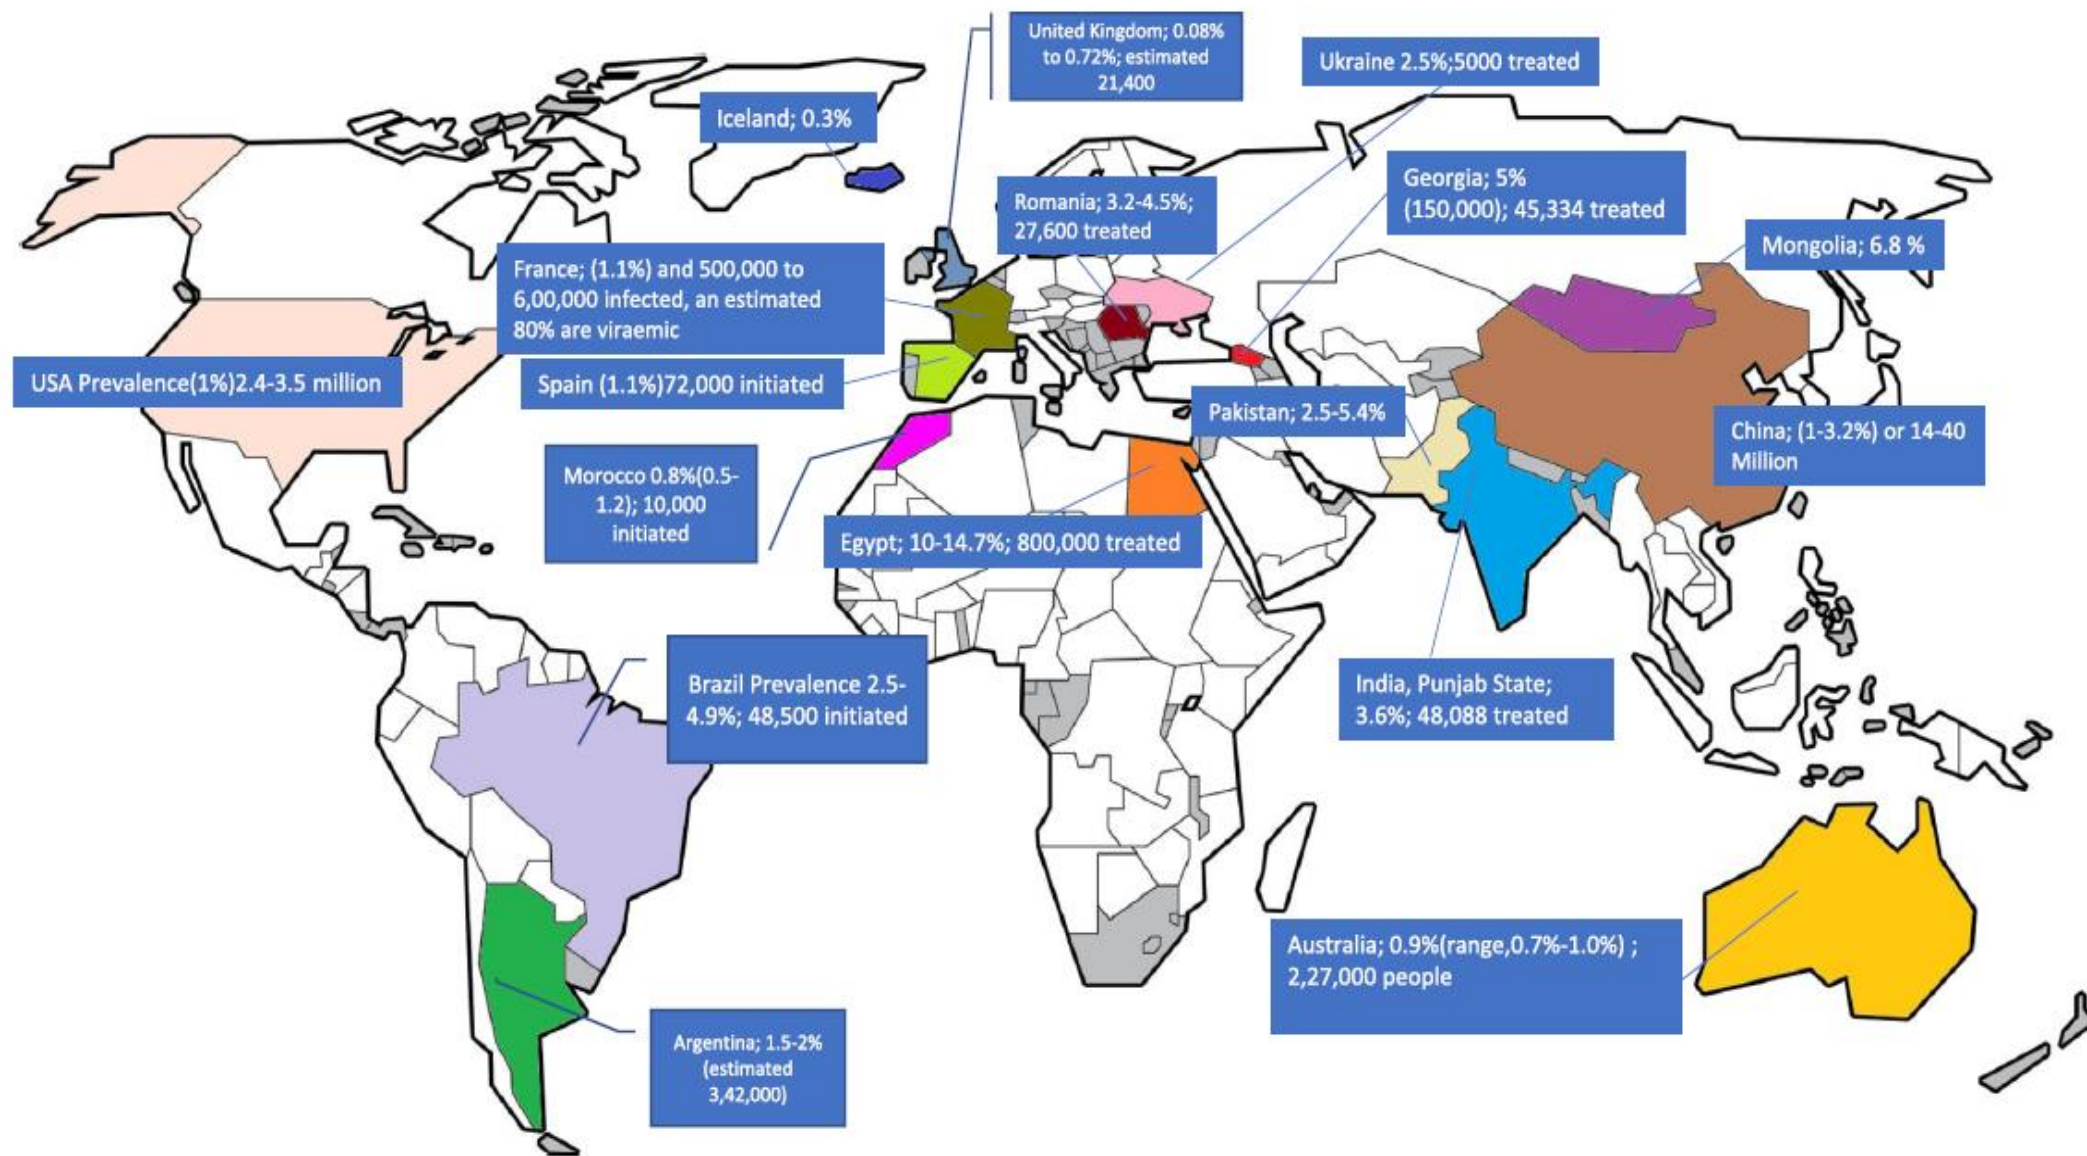 United Kingdom; 0.08%
to 0.72%; estimated
21,400
Ukraine 2.5%;5000 treated
Iceland; 0.3%
Georgia; 5%
(150,000); 45,334 treated
Romania; 3.2-4.5%;
27,600 treated
Mongolia; 6.8 %
France; (1.1%) and 500,000 to
6,00,000 infected, an estimated
80% are viraemic
USA Prevalence(1%)2.4-3.5 million
Spain (1.1%)72,000 initiated
Pakistan; 2.5-5.4%
China; (1-3.2%) or 14-40
Million
Morocco 0.8%(0.5-
1.2); 10,000
initiated
Egypt; 10-14.7%; 800,000 treated
Brazil Prevalence 2.5-
4.9%; 48,500 initiated
India, Punjab State;
3.6%; 48,088 treated
Australia; 0.9%(range,0.7%-1.0%) ;
2,27,000 people
Argentina; 1.5-2%
(estimated
3,42,000)